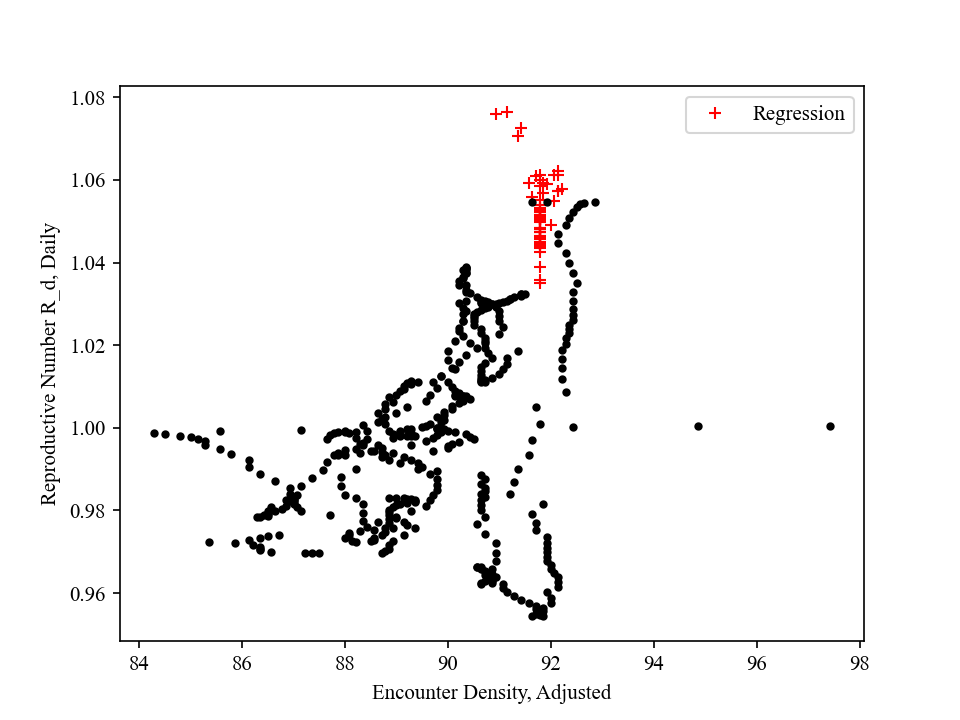 1.08
1.06
1.04
1.02
1.00
0.98
0.96
Reproductive Number R_d, Daily
Regression
84 86 88 90 92 94 96 98
Encounter Density, Adjusted